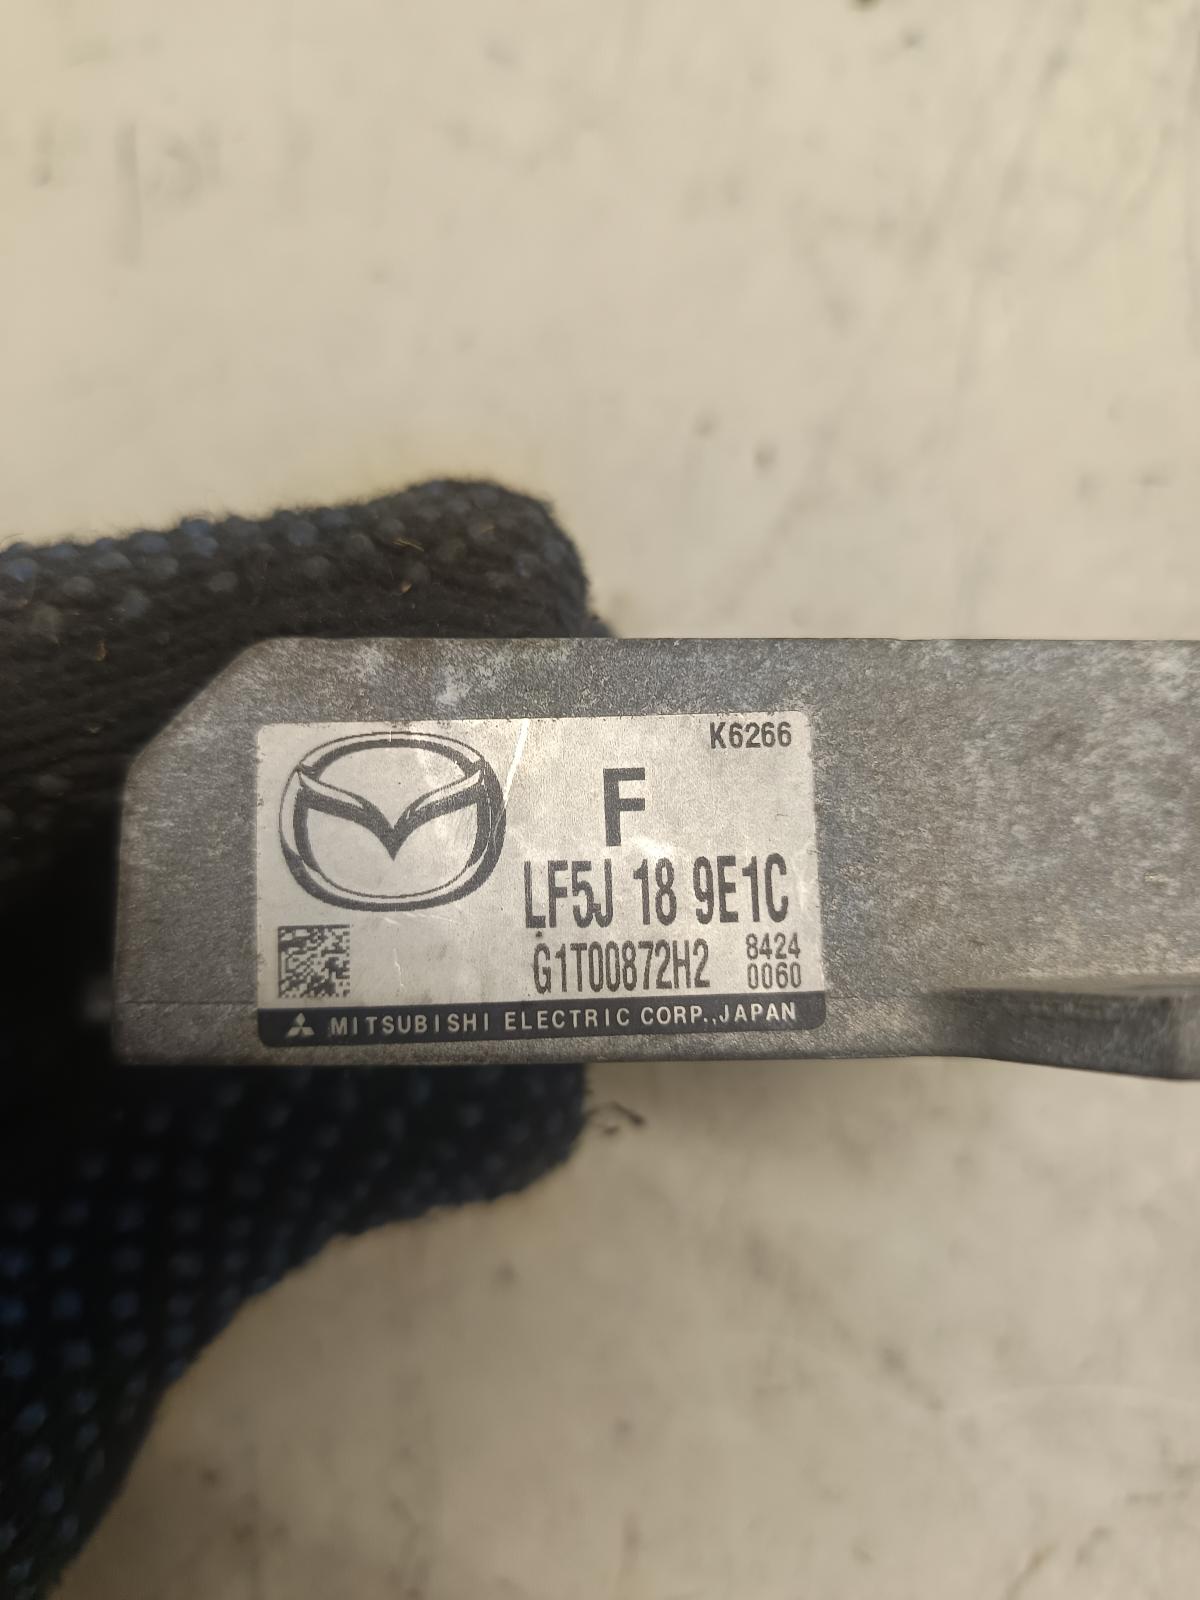 K6266
F
LF5J 18 9E1C
G1T00872H2 8424
0060
MITSUBISHI ELECTRIC CORP.,JAPAN